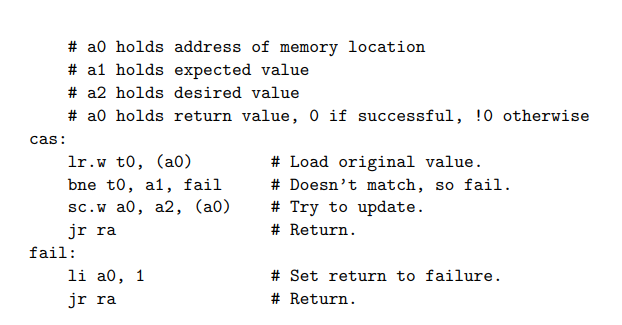 # a0 holds address of memory location
# a1 holds expected value
# a2 holds desired value
# a0 holds return value, 0 if successful, !0 otherwise
cas:
lr.w t0, (a0) # Load original value.
bne t0, a1, fail # Doesn't match, so fail.
sc.w a0, a2, (a0) # Try to update.
jr ra # Return.
fail:
li a0, 1 # Set return to failure.
jr ra # Return.